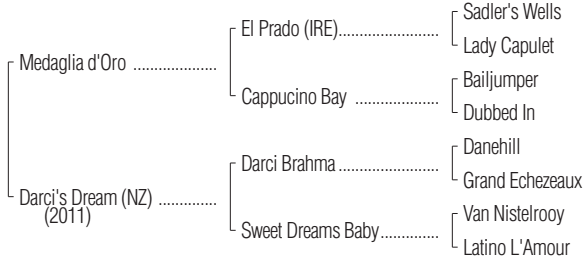 Sadler's Wells
El Prado (IRE)....................
Lady Capulet
Medaglia d'Oro ....................
Bailjumper
Cappucino Bay ....................
Dubbed In
Danehill
Darci Brahma ....................
Grand Echezeaux
Darci's Dream (NZ) ..............
(2011)
Van Nistelrooy
Sweet Dreams Baby..............
Latino L'Amour